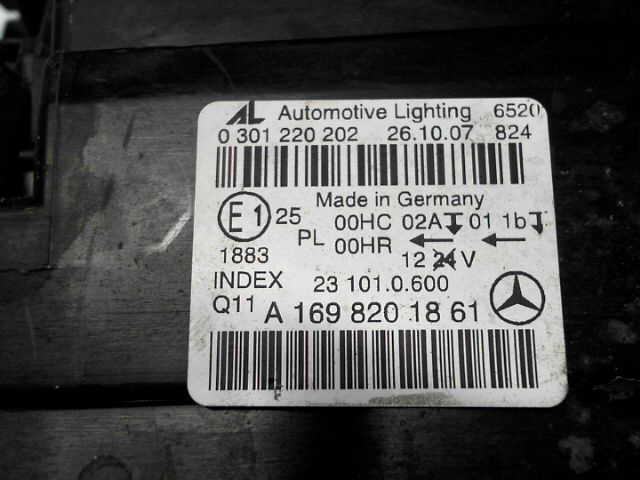 AL Automotive Lighting 6520
0 301 220 202 26.10.07 824
Made in Germany
E1 25 00HC 02A 01 1b
PL 00HR ← ←
1883 12 24 V
INDEX 23 101.0.600
Q11 A 169 820 18 61